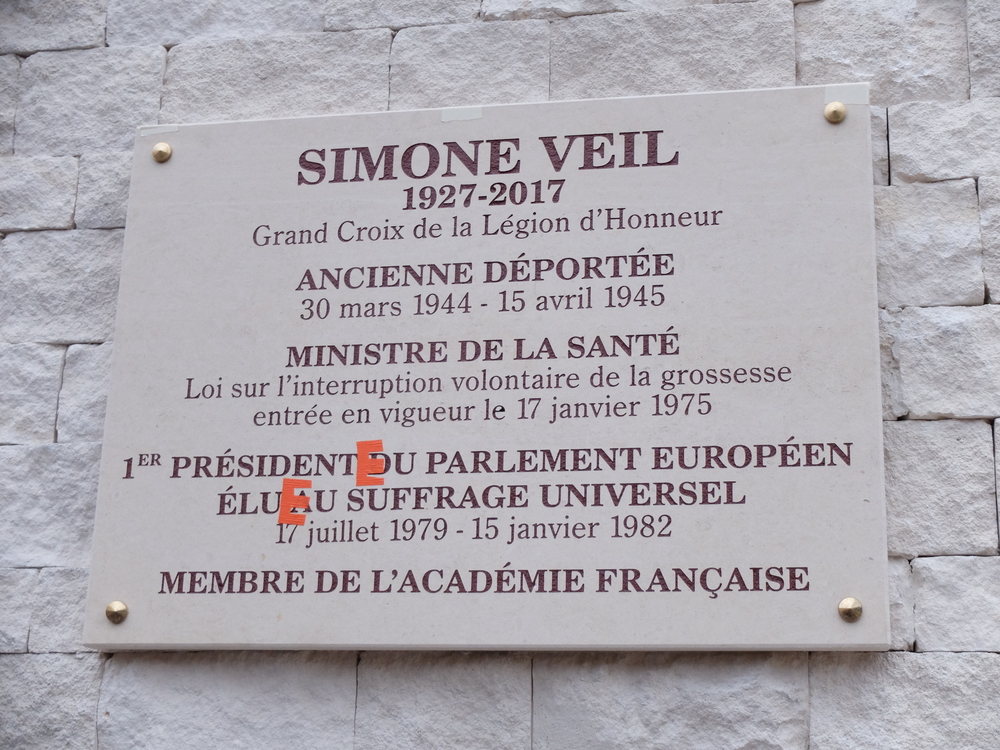 SIMONE VEIL
1927-2017
Grand Croix de la Légion d'Honneur
ANCIENNE DÉPORTÉE
30 mars 1944 - 15 avril 1945
MINISTRE DE LA SANTÉ
Loi sur l'interruption volontaire de la grossesse
entrée en vigueur le 17 janvier 1975
1ER PRÉSIDENTE DU PARLEMENT EUROPÉEN
ÉLUE AU SUFFRAGE UNIVERSEL
17 juillet 1979 - 15 janvier 1982
MEMBRE DE L'ACADÉMIE FRANÇAISE